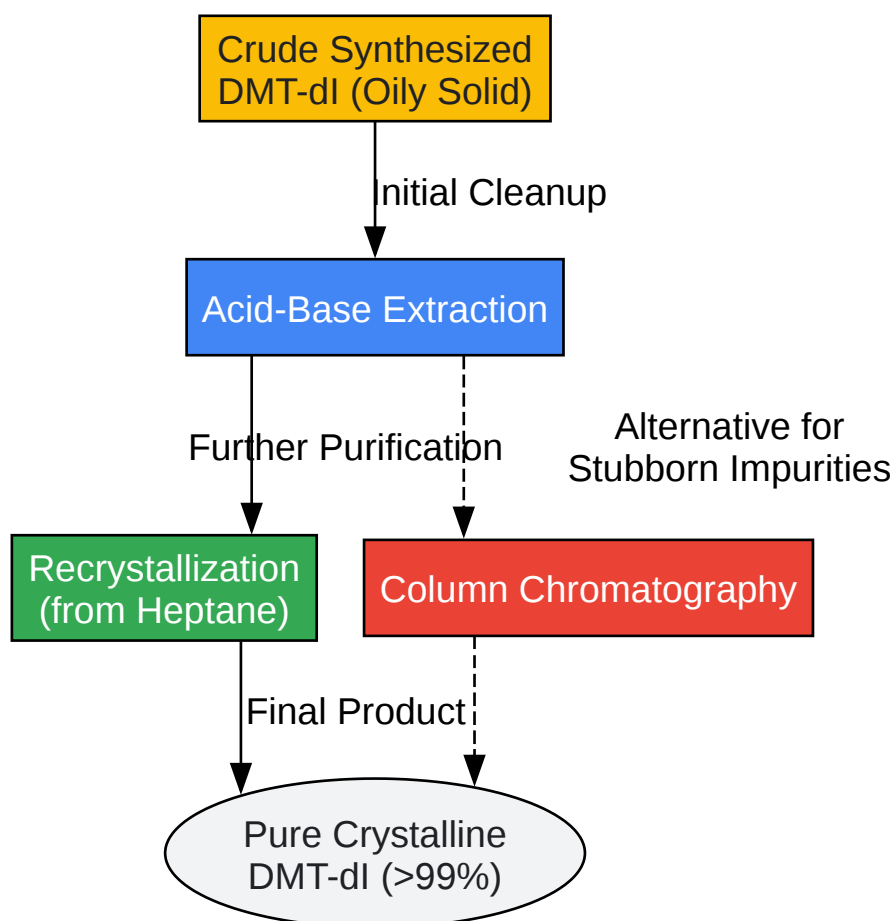 Crude Synthesized
DMT-dI (Oily Solid)
Initial Cleanup
Acid-Base Extraction
Further Purification
Alternative for
Stubborn Impurities
Recrystallization
(from Heptane)
Column Chromatography
Final Product
Pure Crystalline
DMT-dI (>99%)